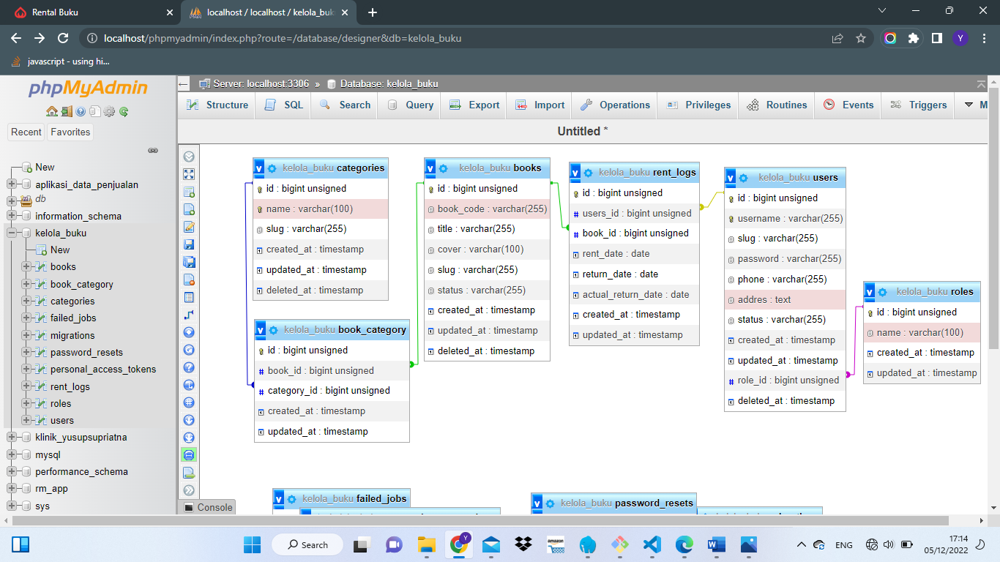 Rental Buku
localhost / localhost / kelola_buku
localhost/phpmyadmin/index.php?route=/database/designer&db=kelola_buku
Y
javascript - using hi...
phpMyAdmin
Recent
Favorites
New
aplikasi_data_penjualan
db
information_schema
kelola_buku
New
books
book_category
categories
failed_jobs
migrations
password_resets
personal_access_tokens
rent_logs
roles
users
klinik_yusupsupriatna
mysql
performance_schema
rm_app
sys
Server: localhost:3306 » Database: kelola_buku
Structure
SQL
Search
Query
Export
Import
Operations
Privileges
Routines
Events
Triggers
M
Untitled *
v kelola_buku categories
id : bigint unsigned
name : varchar(100)
slug : varchar(255)
created_at : timestamp
updated_at : timestamp
deleted_at : timestamp
v kelola_buku book_category
id : bigint unsigned
# book_id : bigint unsigned
# category_id : bigint unsigned
created_at : timestamp
updated_at : timestamp
v kelola_buku books
id : bigint unsigned
book_code : varchar(255)
title : varchar(255)
cover : varchar(100)
slug : varchar(255)
status : varchar(255)
created_at : timestamp
updated_at : timestamp
deleted_at : timestamp
v kelola_buku rent_logs
id : bigint unsigned
# users_id : bigint unsigned
# book_id : bigint unsigned
rent_date : date
return_date : date
actual_return_date : date
created_at : timestamp
updated_at : timestamp
v kelola_buku users
id : bigint unsigned
username : varchar(255)
slug : varchar(255)
password : varchar(255)
phone : varchar(255)
addres : text
status : varchar(255)
created_at : timestamp
updated_at : timestamp
# role_id : bigint unsigned
deleted_at : timestamp
v kelola_buku roles
id : bigint unsigned
name : varchar(100)
created_at : timestamp
updated_at : timestamp
v kelola_buku failed_jobs
v kelola_buku password_resets
Console
Search
amazon
Y
ENG
17:14
05/12/2022